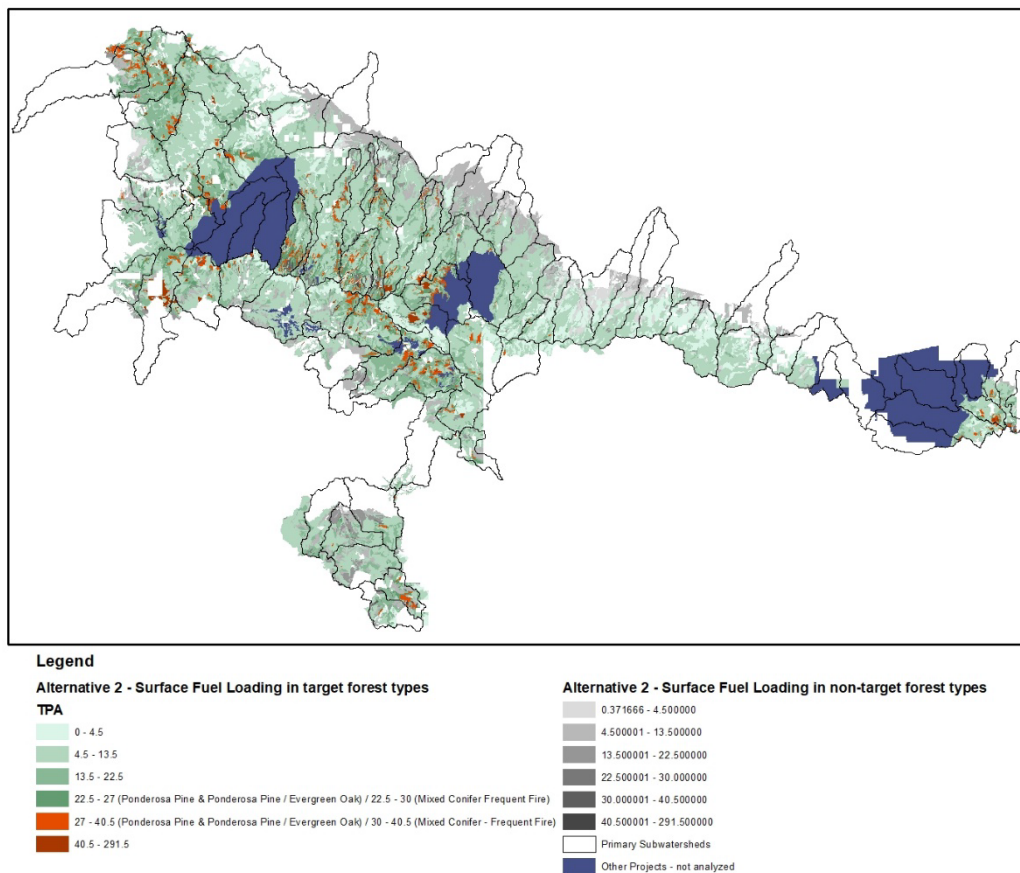 Legend
Alternative 2 - Surface Fuel Loading in target forest types
TPA
0 - 4.5
4.5 - 13.5
13.5 - 22.5
22.5 - 27 (Ponderosa Pine & Ponderosa Pine / Evergreen Oak) / 22.5 - 30 (Mixed Conifer Frequent Fire)
27 - 40.5 (Ponderosa Pine & Ponderosa Pine / Evergreen Oak) / 30 - 40.5 (Mixed Conifer - Frequent Fire)
40.5 - 291.5
Alternative 2 - Surface Fuel Loading in non-target forest types
0.371666 - 4.500000
4.500001 - 13.500000
13.500001 - 22.500000
22.500001 - 30.000000
30.000001 - 40.500000
40.500001 - 291.500000
Primary Subwatersheds
Other Projects - not analyzed